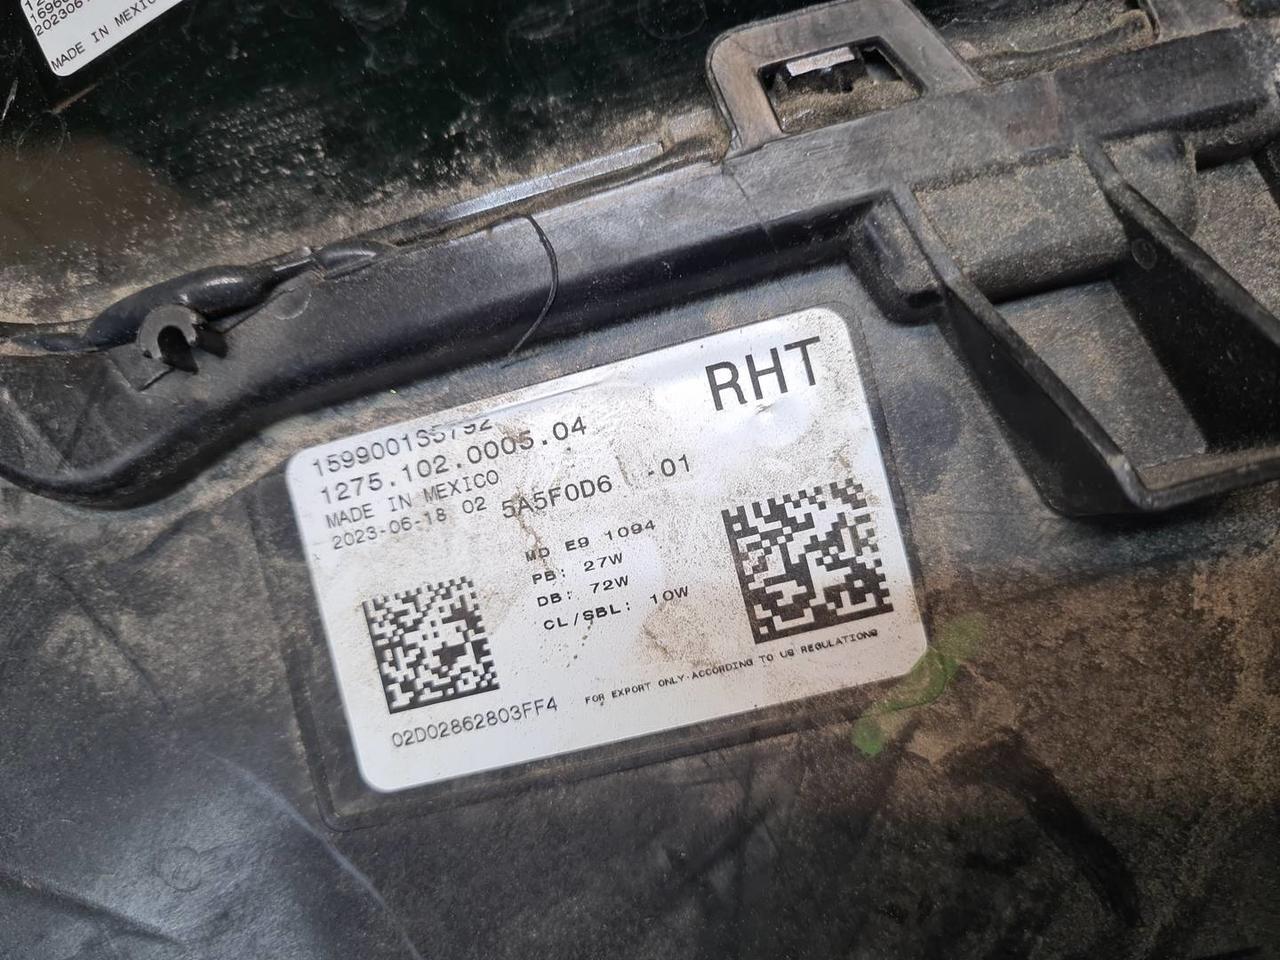 MADE IN MEXICO
RHT
1275.102.0005.04
MADE IN MEXICO
2023-06-18 02
5A5F0D6 -01
MD E9 1094
PB: 27W
DB: 72W
CL/SBL: 10W
FOR EXPORT ONLY-ACCORDING TO US REGULATIONS
02D02862803FF4